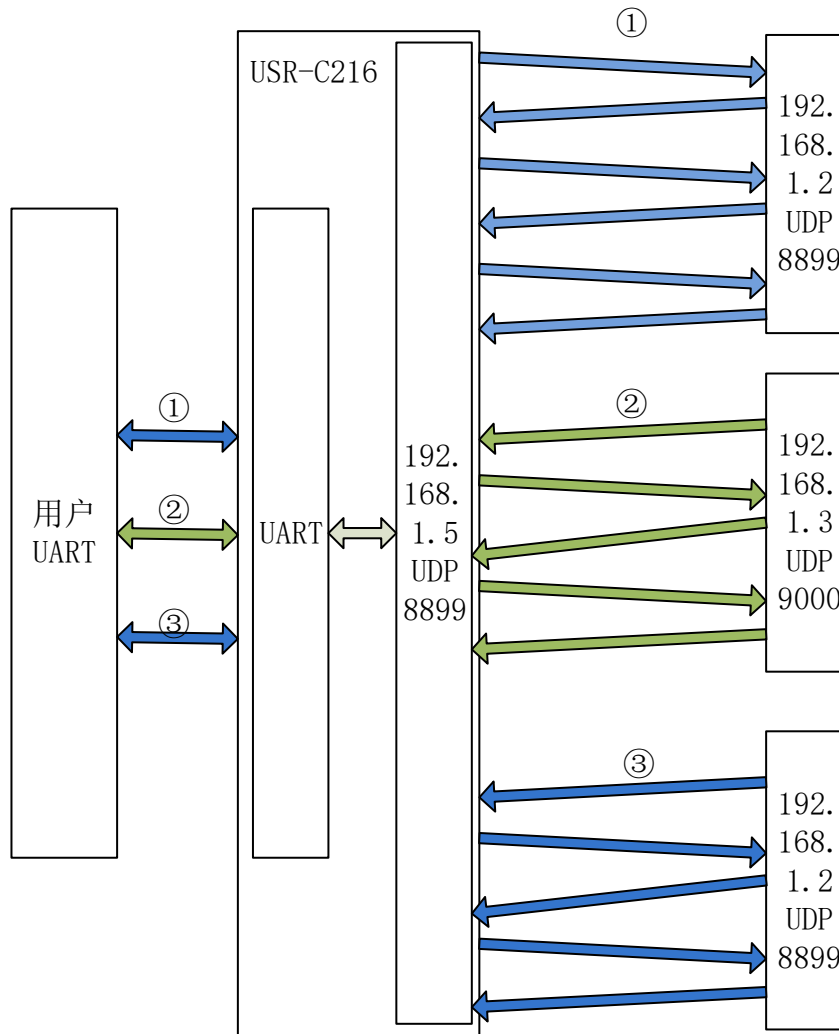 ①
USR-C216
192.
168.
1.2
UDP
8899
①
②
③
用户
UART
UART
192.
168.
1.5
UDP
8899
②
192.
168.
1.3
UDP
9000
③
192.
168.
1.2
UDP
8899